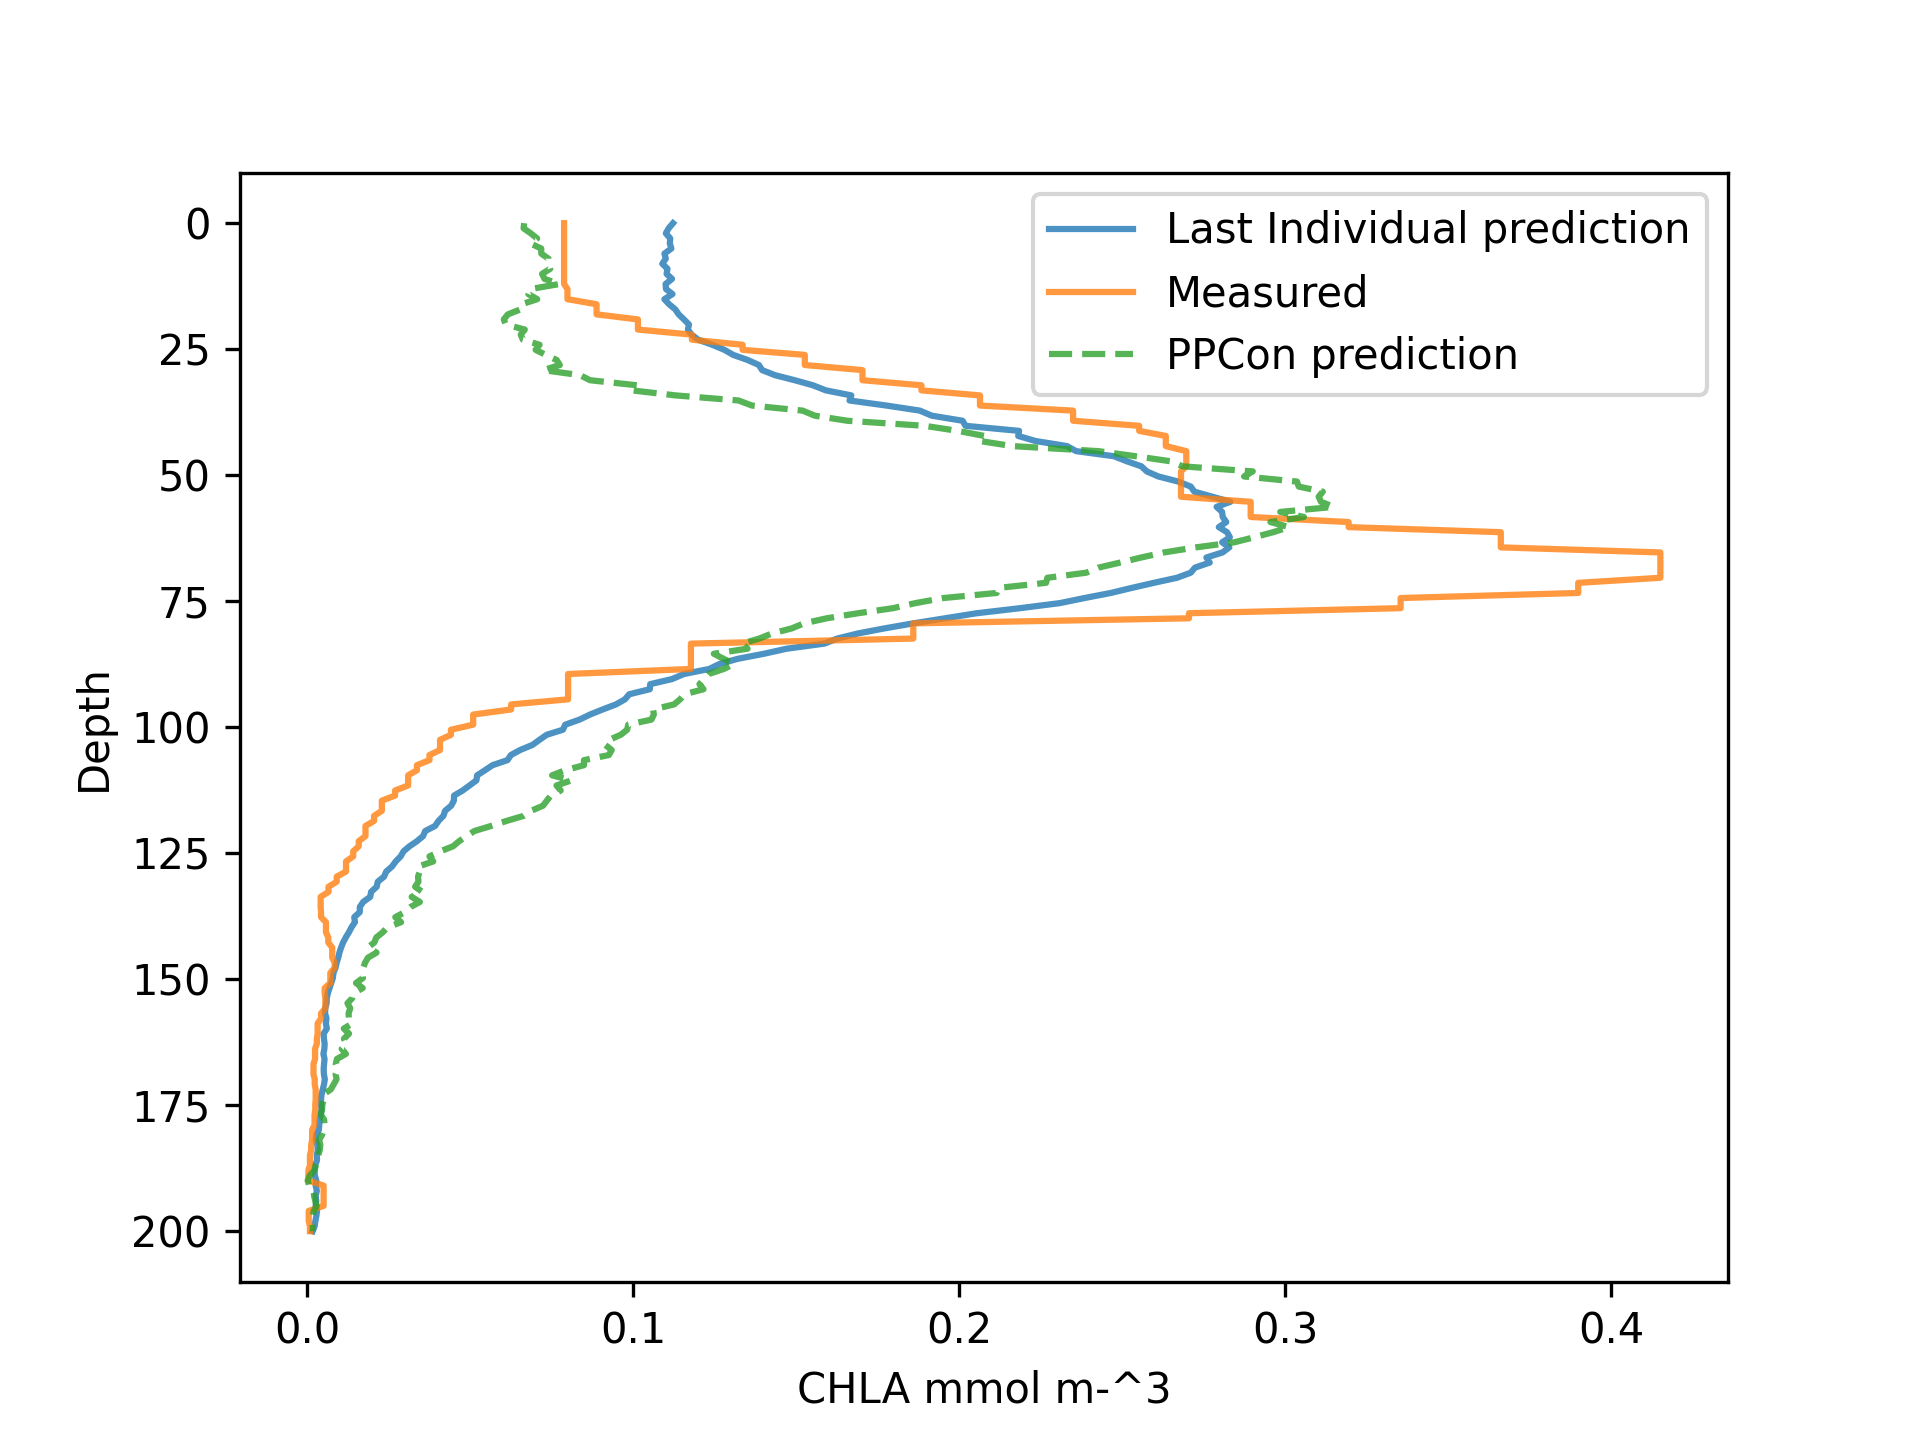 Last Individual prediction
Measured
PPCon prediction
0
25
50
75
100
125
150
175
200
Depth
0.0 0.1 0.2 0.3 0.4
CHLA mmol m-^3